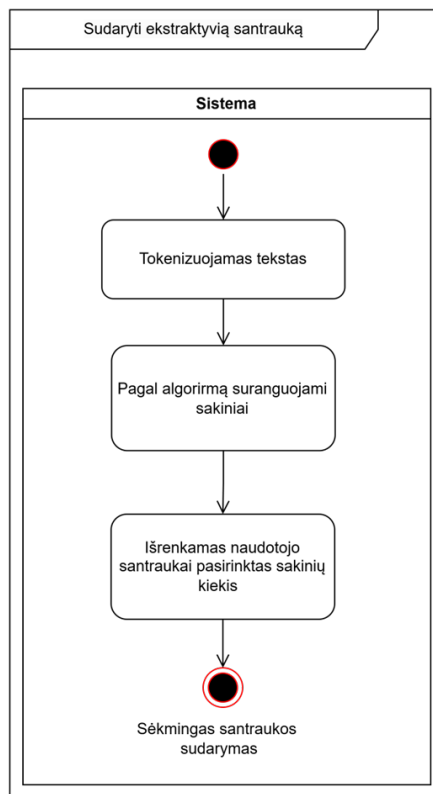 Sudaryti ekstraktyvią santrauką
Sistema
Tokenizuojamas tekstas
Pagal algorirmą suranguojami
sakiniai
Išrenkamas naudotojo
santraukai pasirinktas sakinių
kiekis
Sėkmingas santraukos
sudarymas